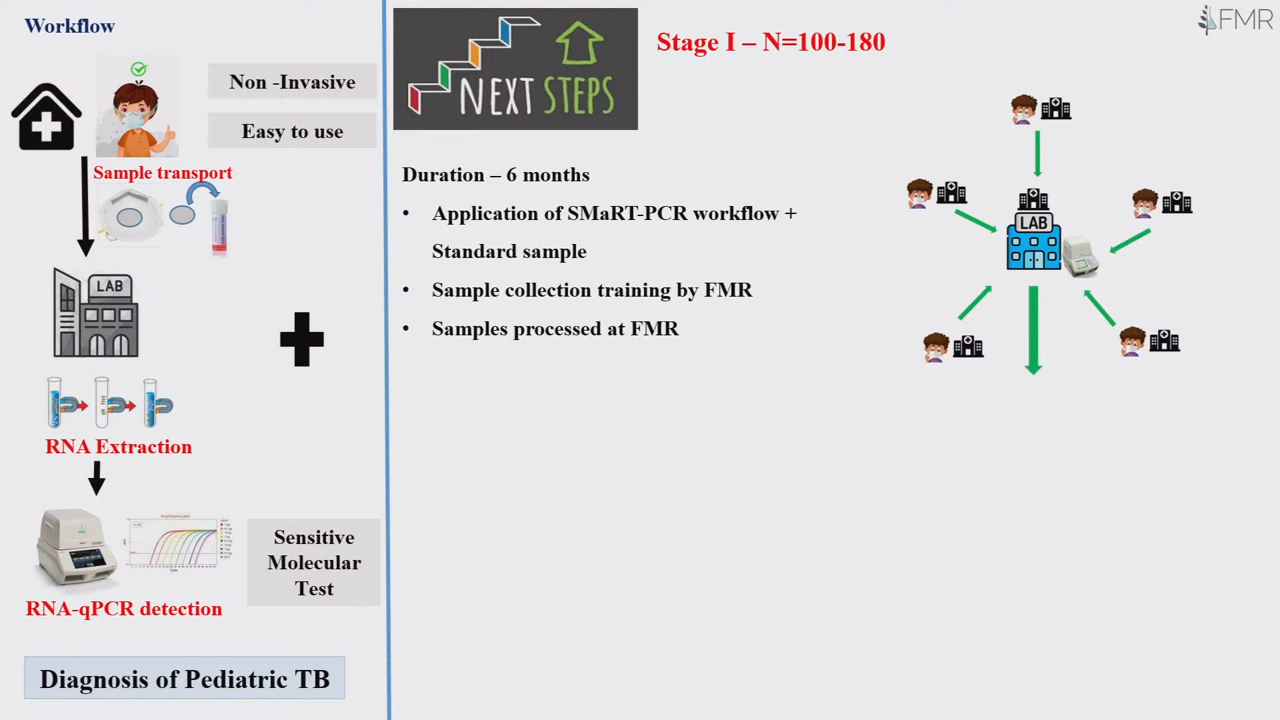 Workflow
Non -Invasive
Easy to use
Sample transport
LAB
RNA Extraction
RNA-qPCR detection
Sensitive
Molecular
Test
Diagnosis of Pediatric TB
NEXT STEPS
Stage I – N=100-180
FMR
Duration – 6 months
• Application of SMaRT-PCR workflow +
Standard sample
• Sample collection training by FMR
• Samples processed at FMR
LAB